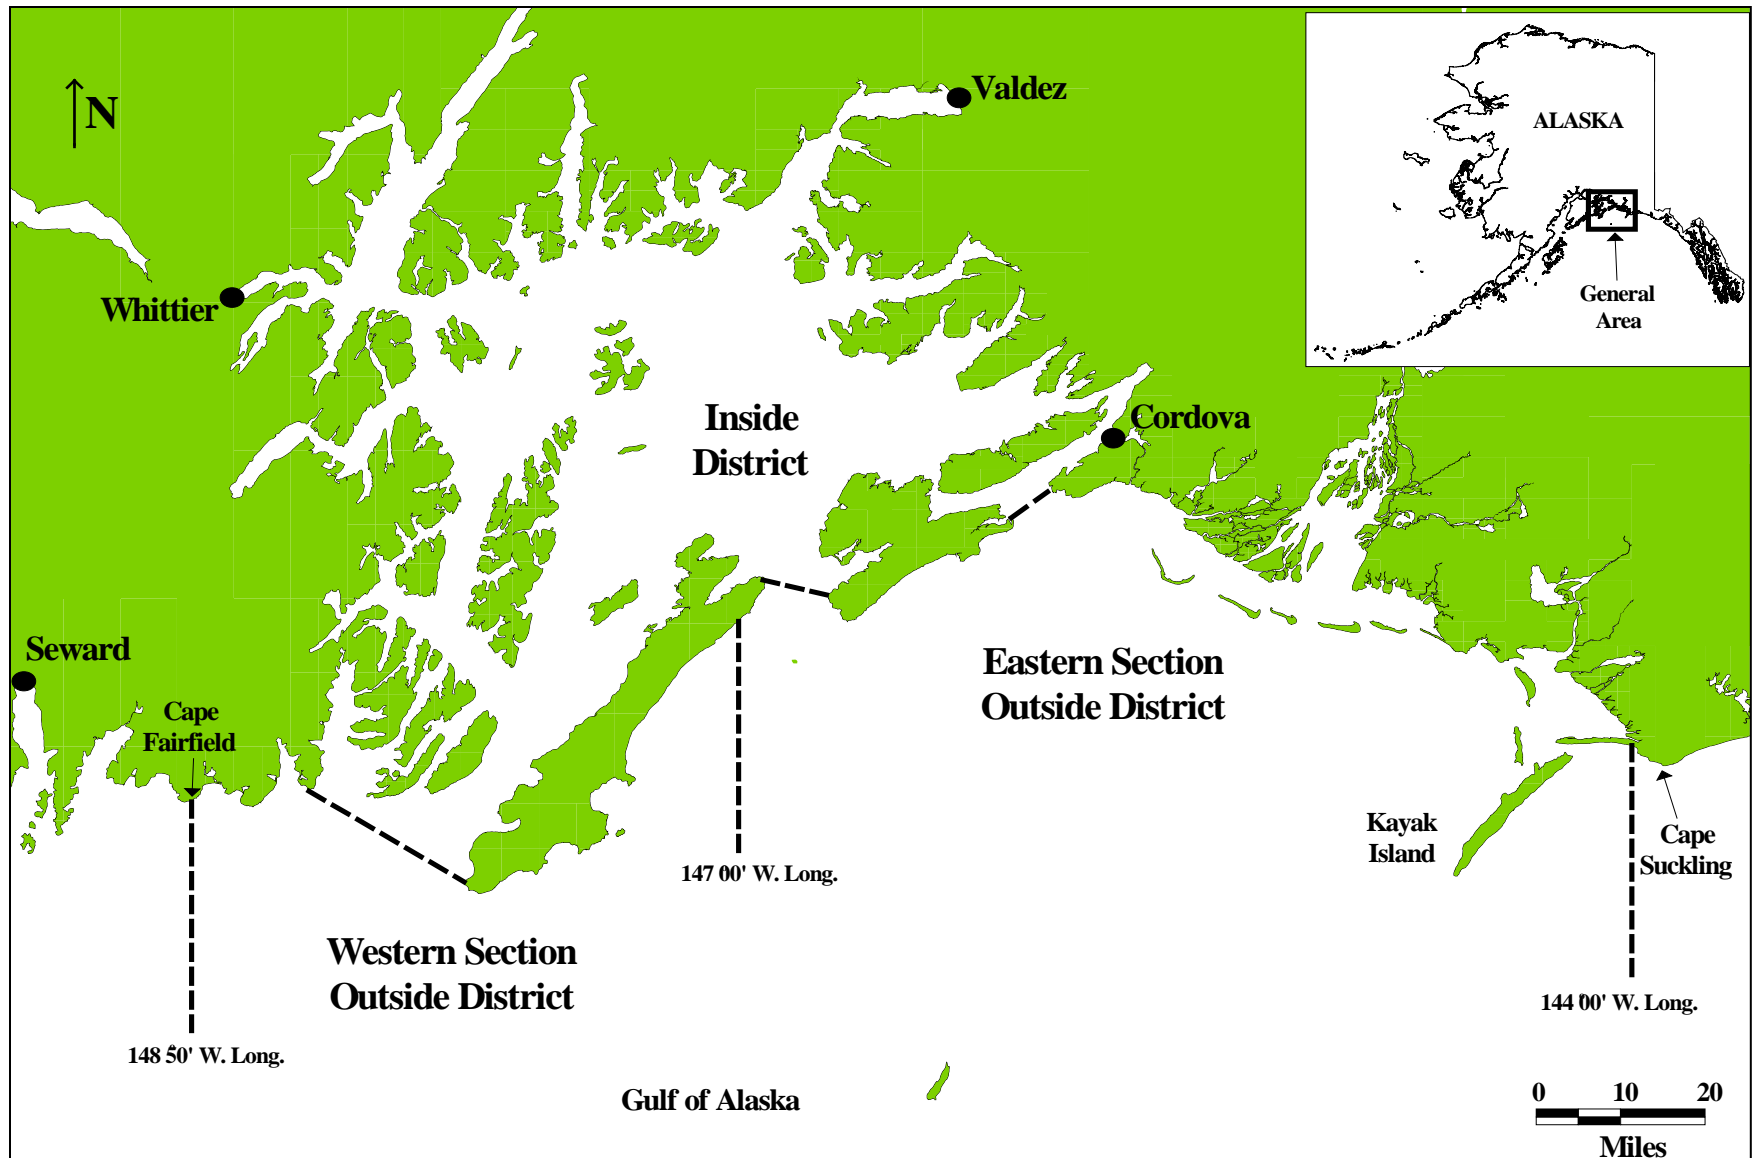 N
Valdez
ALASKA
General
Area
Whittier
Inside
District
Cordova
Seward
Cape
Fairfield
Eastern Section
Outside District
147 00' W. Long.
Kayak
Island
Cape
Suckling
Western Section
Outside District
144 00' W. Long.
148 50' W. Long.
Gulf of Alaska
0 10 20
Miles